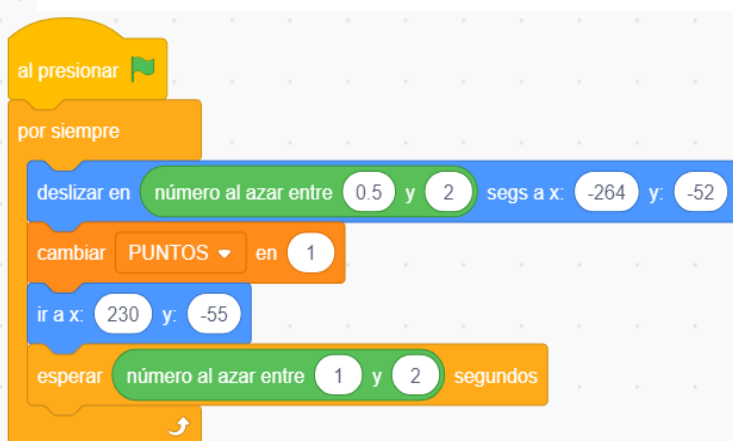 al presionar
por siempre
deslizar en número al azar entre 0.5 y 2 segs a x: -264 y: -52
cambiar PUNTOS en 1
ir a x: 230 y: -55
esperar número al azar entre 1 y 2 segundos